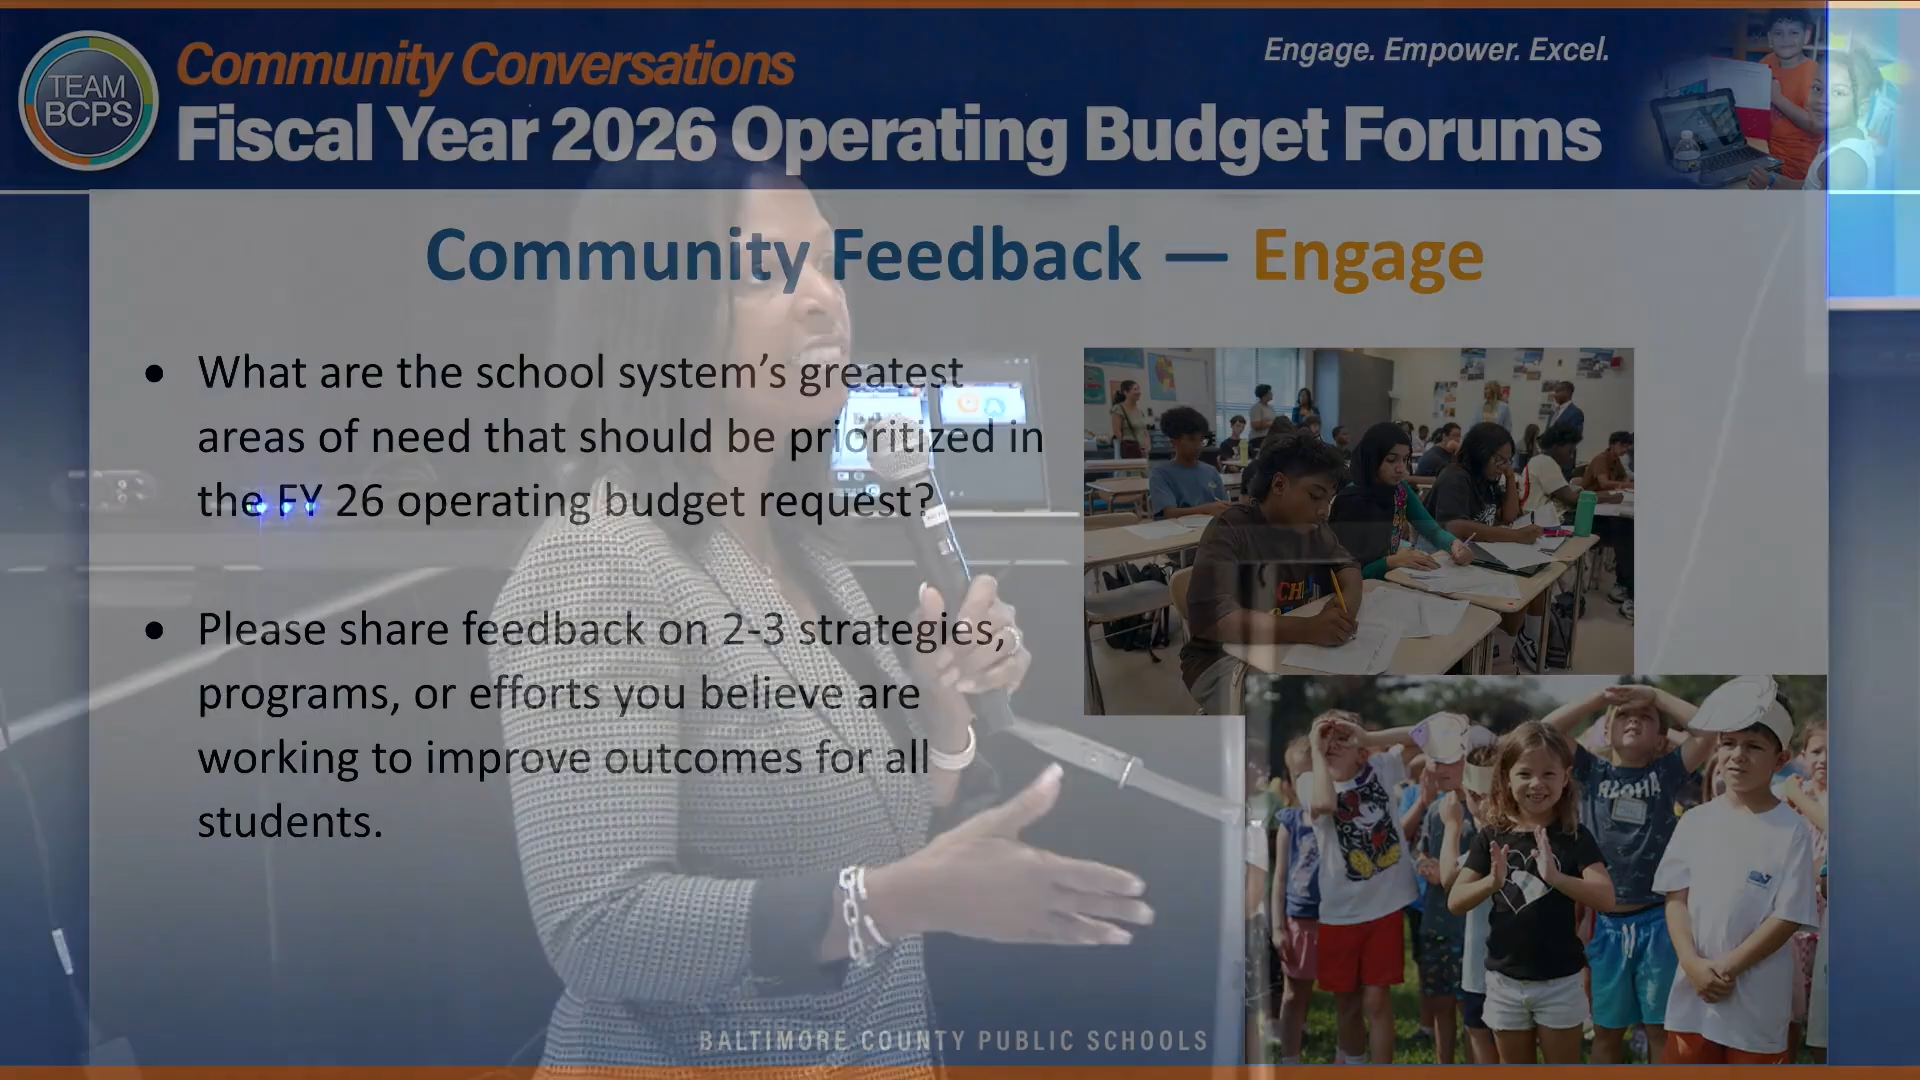 TEAM
BCPS
Community Conversations
Fiscal Year 2026 Operating Budget Forums
Engage. Empower. Excel.
Community Feedback — Engage
• What are the school system’s greatest
areas of need that should be prioritized in
the FY 26 operating budget request?
• Please share feedback on 2-3 strategies,
programs, or efforts you believe are
working to improve outcomes for all
students.
ALOHA
BALTIMORE COUNTY PUBLIC SCHOOLS